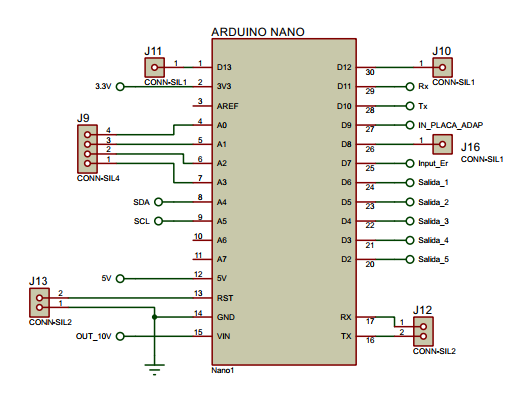 ARDUINO NANO
J11 J10
1 1 D13 D12 30 1
CONN-SIL1 CONN-SIL1
3.3V 2 3V3 D11 29 Rx
3 AREF D10 28 Tx
J9
4 4 A0 D9 27 IN_PLACA_ADAP
3 5 A1 D8 26 1 J16
2 6 A2 D7 25 Input_Er CONN-SIL1
1 7 A3 D6 24 Salida_1
CONN-SIL4
SDA 8 A4 D5 23 Salida_2
SCL 9 A5 D4 22 Salida_3
10 A6 D3 21 Salida_4
11 A7 D2 20 Salida_5
5V 12 5V
J13
2 13 RST
1 14 GND RX 17 1 J12
CONN-SIL2
OUT_10V 15 VIN TX 16 2
CONN-SIL2
Nano1